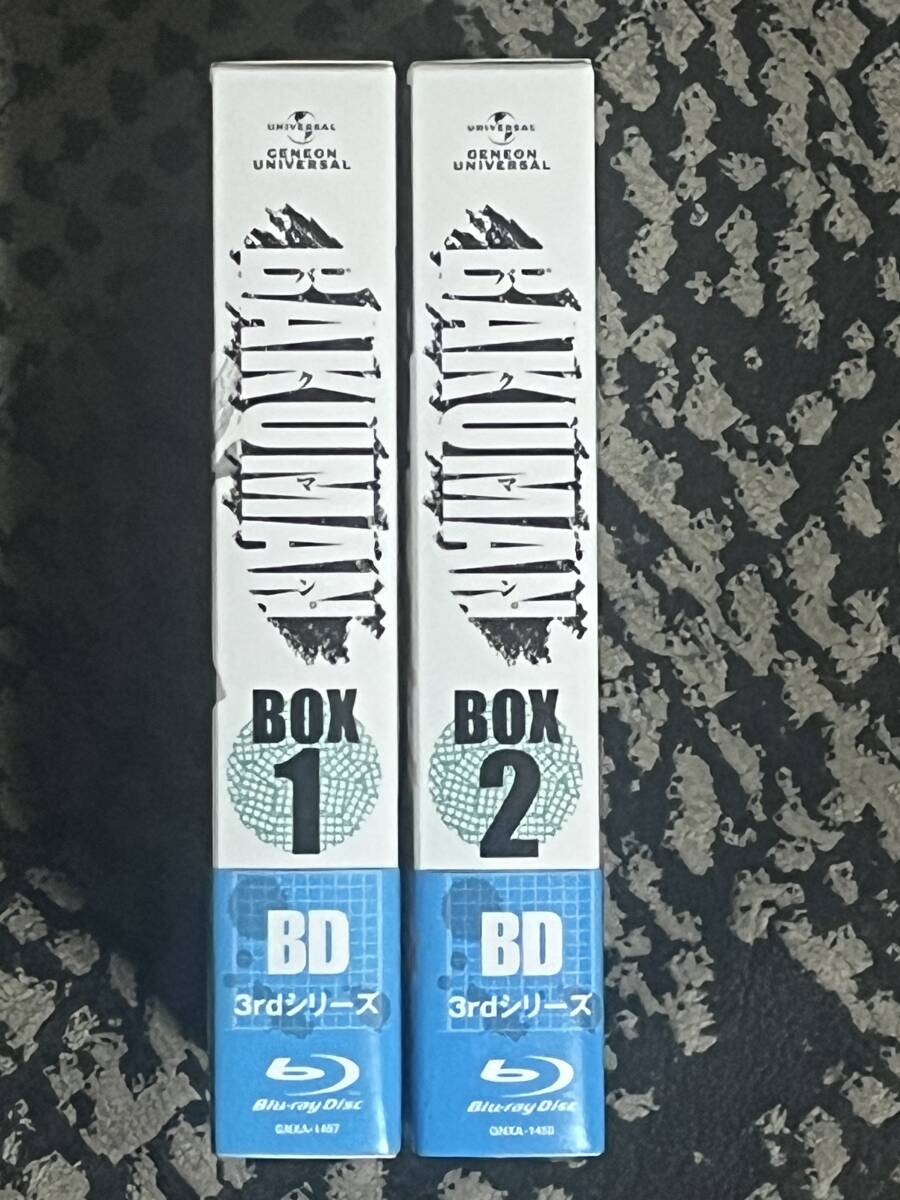 UNIVERSAL
GENEON
UNIVERSAL
BAKUMAN
バクマン。
BOX
1
BD
3rdシリーズ
Blu-ray Disc
UNIVERSAL
GENEON
UNIVERSAL
BAKUMAN
バクマン。
BOX
2
BD
3rdシリーズ
Blu-ray Disc